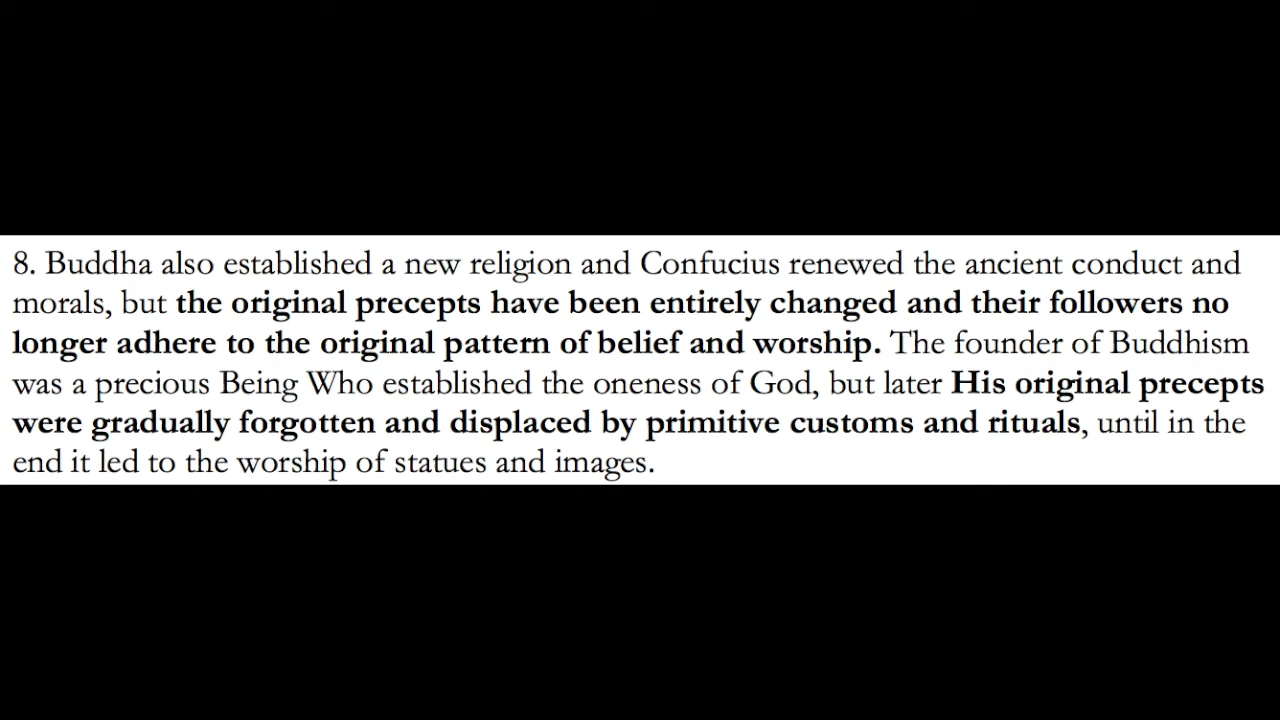 8. Buddha also established a new religion and Confucius renewed the ancient conduct and
morals, but the original precepts have been entirely changed and their followers no
longer adhere to the original pattern of belief and worship. The founder of Buddhism
was a precious Being Who established the oneness of God, but later His original precepts
were gradually forgotten and displaced by primitive customs and rituals, until in the
end it led to the worship of statues and images.